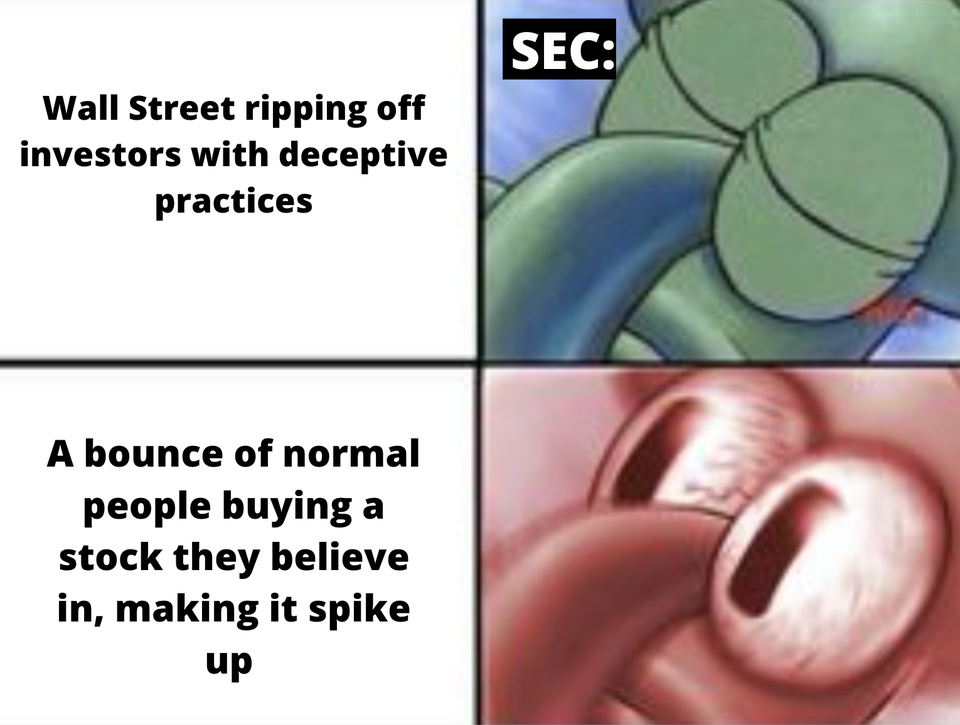 SEC:
Wall Street ripping off
investors with deceptive
practices
A bounce of normal
people buying a
stock they believe
in, making it spike
up